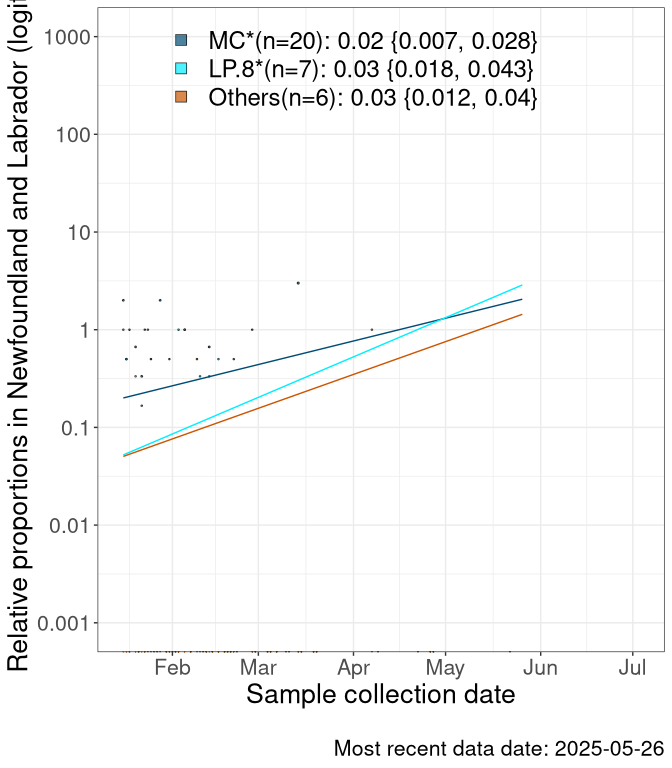 Relative proportions in Newfoundland and Labrador (logit
1000
100
10
1
0.1
0.01
0.001
MC*(n=20): 0.02 {0.007, 0.028}
LP.8*(n=7): 0.03 {0.018, 0.043}
Others(n=6): 0.03 {0.012, 0.04}
Feb Mar Apr May Jun Jul
Sample collection date
Most recent data date: 2025-05-26